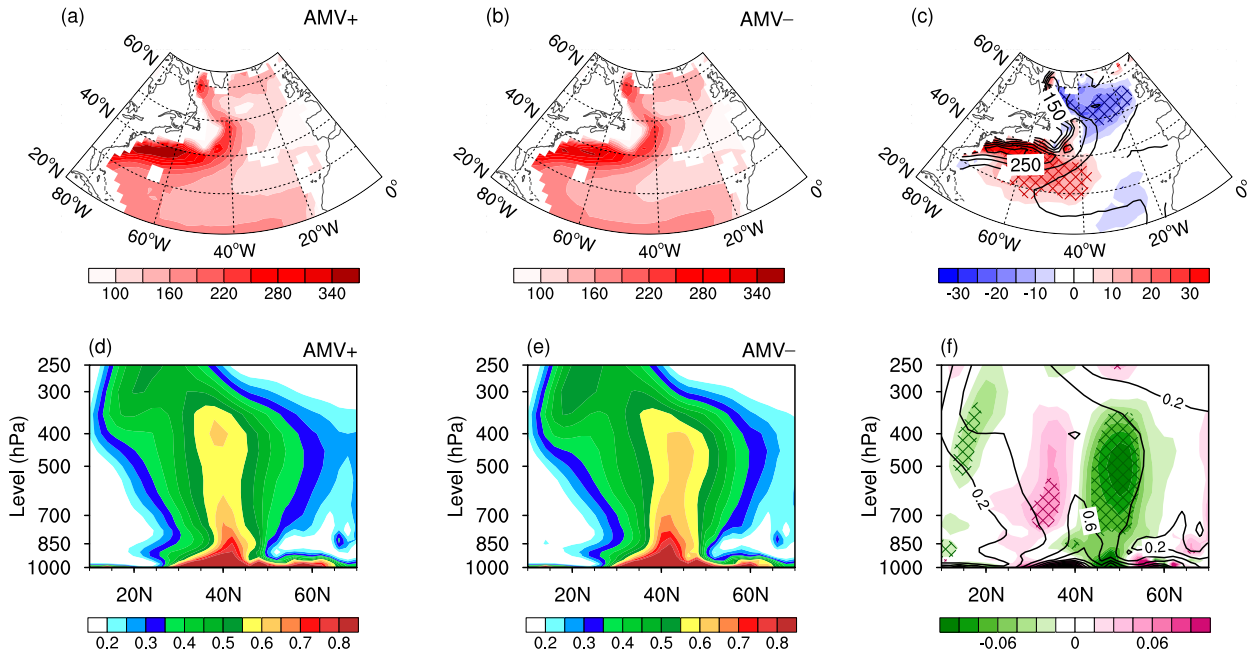 (a) AMV+
60°N
40°N
20°N
80°W
60°W
40°W
20°W
0°
100 160 220 280 340
(b) AMV−
60°N
40°N
20°N
80°W
60°W
40°W
20°W
0°
100 160 220 280 340
(c)
60°N
40°N
20°N
80°W
60°W
40°W
20°W
0°
150
250
-30 -20 -10 0 10 20 30
(d) AMV+
Level (hPa)
250
300
400
500
700
850
1000
20N 40N 60N
0.2 0.3 0.4 0.5 0.6 0.7 0.8
(e) AMV−
Level (hPa)
250
300
400
500
700
850
1000
20N 40N 60N
0.2 0.3 0.4 0.5 0.6 0.7 0.8
(f)
Level (hPa)
250
300
400
500
700
850
1000
0.2
0.2
0.6
0.2
20N 40N 60N
-0.06 0 0.06